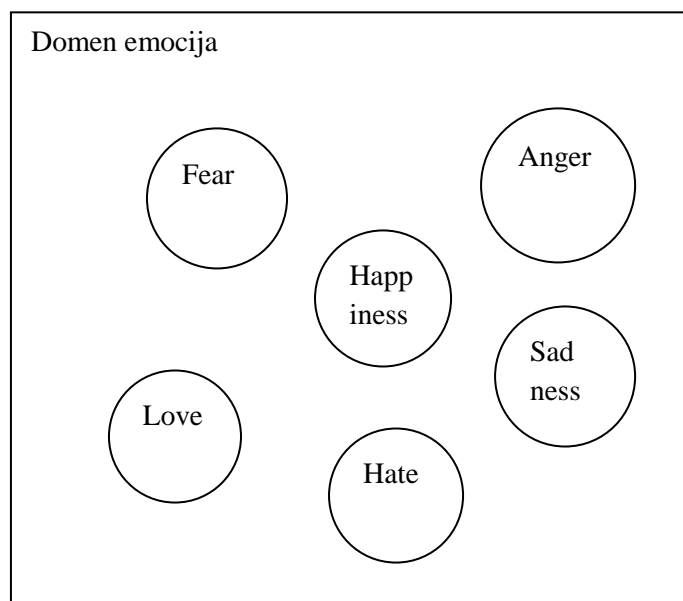 Domen emocija
Fear
Anger
Happ
iness
Sad
ness
Love
Hate